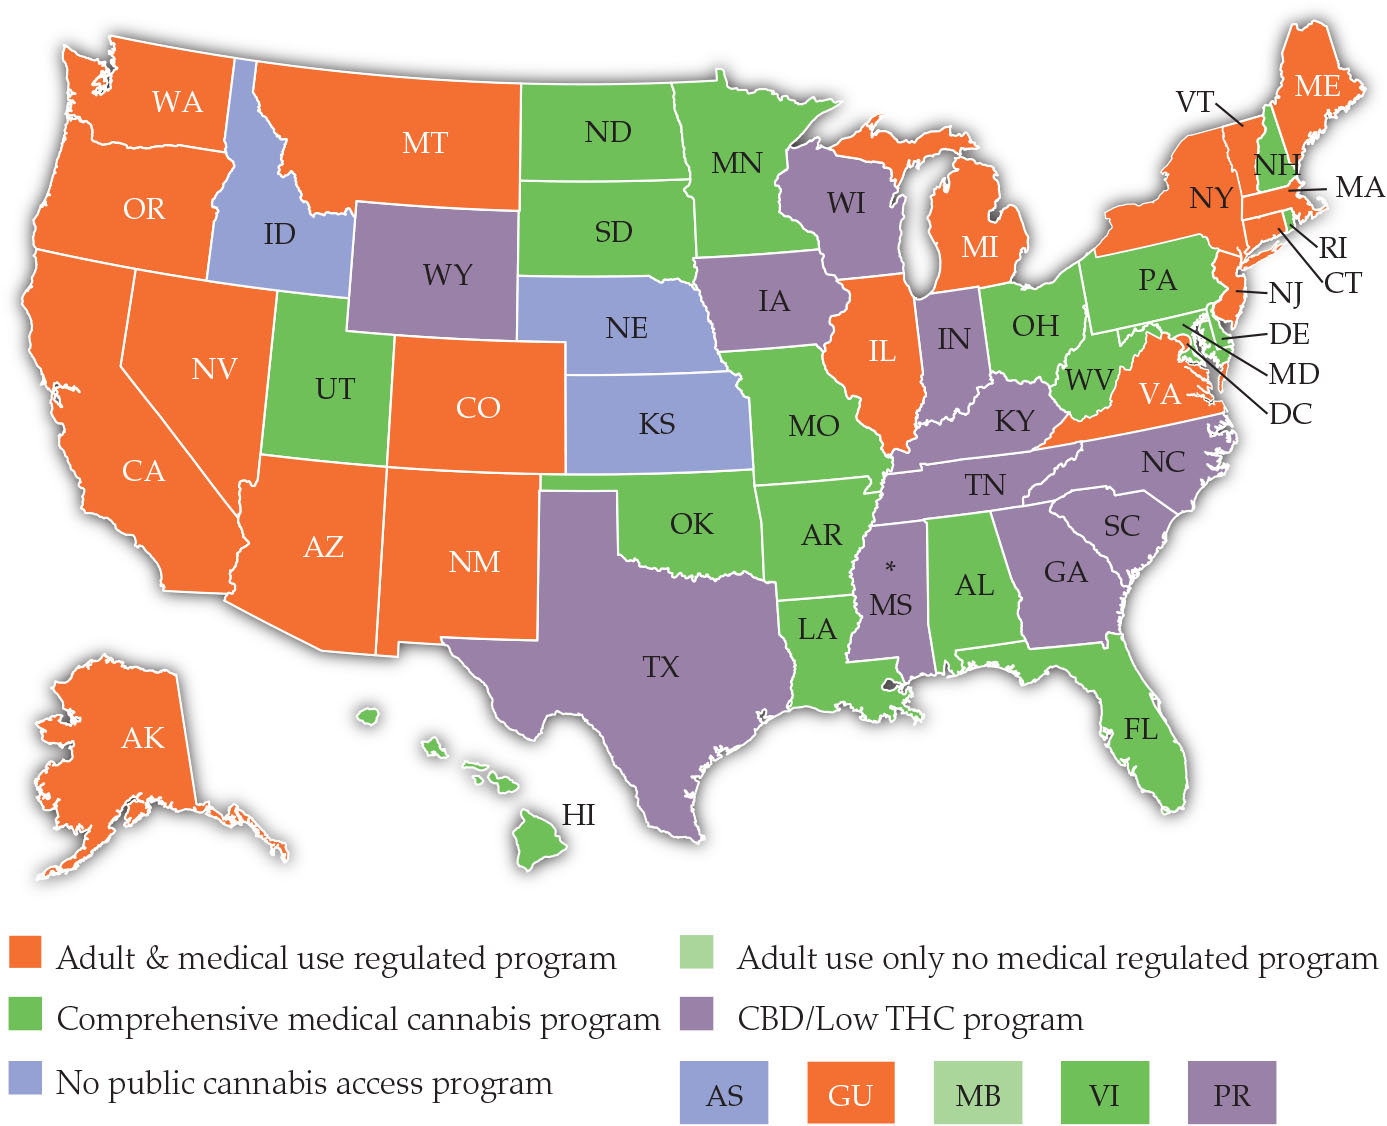 WA
MT
ND
MN
VT
ME
NH
MA
OR
ID
SD
WI
MI
NY
RI
CT
WY
NE
IA
PA
NJ
NV
UT
CO
KS
MO
IL
IN
OH
WV
VA
DE
MD
DC
CA
KY
NC
AZ
NM
OK
AR
TN
SC
*
MS
AL
GA
LA
TX
FL
AK
HI
Adult & medical use regulated program
Adult use only no medical regulated program
Comprehensive medical cannabis program
CBD/Low THC program
No public cannabis access program
AS
GU
MB
VI
PR